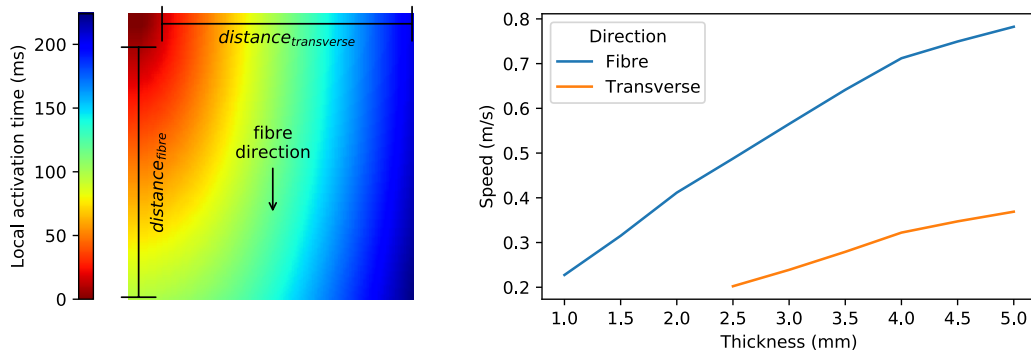 Local activation time (ms)
200
150
100
50
0
distance_transverse
distance_fibre
fibre
direction
Speed (m/s)
0.8
0.7
0.6
0.5
0.4
0.3
0.2
Direction
Fibre
Transverse
1.0 1.5 2.0 2.5 3.0 3.5 4.0 4.5 5.0
Thickness (mm)